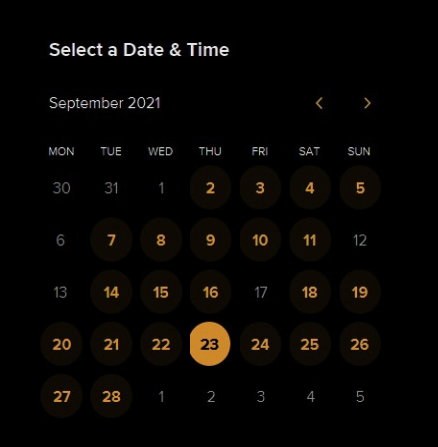 Select a Date & Time
September 2021
MON TUE WED THU FRI SAT SUN
30 31 1 2 3 4 5
6 7 8 9 10 11 12
13 14 15 16 17 18 19
20 21 22 23 24 25 26
27 28 1 2 3 4 5